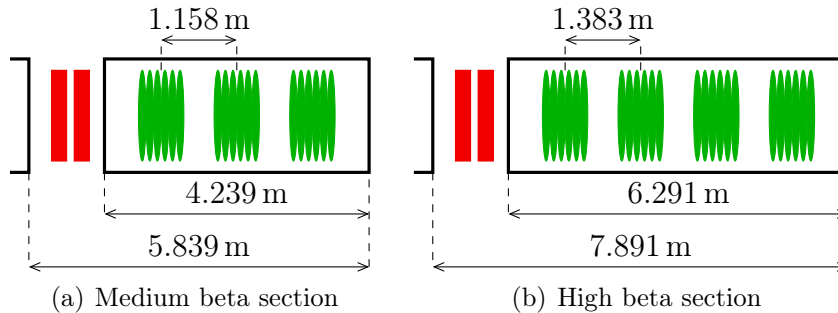 1.158 m
1.383 m
4.239 m
6.291 m
5.839 m
7.891 m
(a) Medium beta section
(b) High beta section